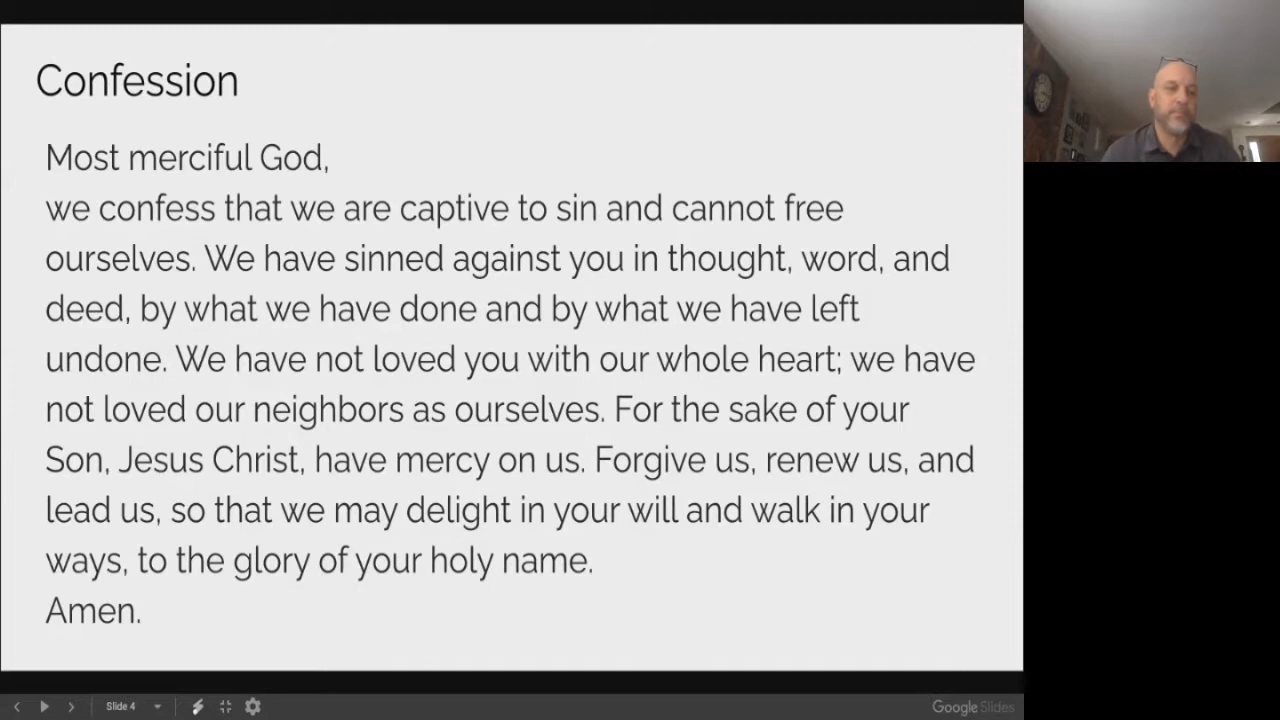 Confession
Most merciful God,
we confess that we are captive to sin and cannot free
ourselves. We have sinned against you in thought, word, and
deed, by what we have done and by what we have left
undone. We have not loved you with our whole heart; we have
not loved our neighbors as ourselves. For the sake of your
Son, Jesus Christ, have mercy on us. Forgive us, renew us, and
lead us, so that we may delight in your will and walk in your
ways, to the glory of your holy name.
Amen.
Slide 4
Google Slides